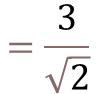 = 3/√2